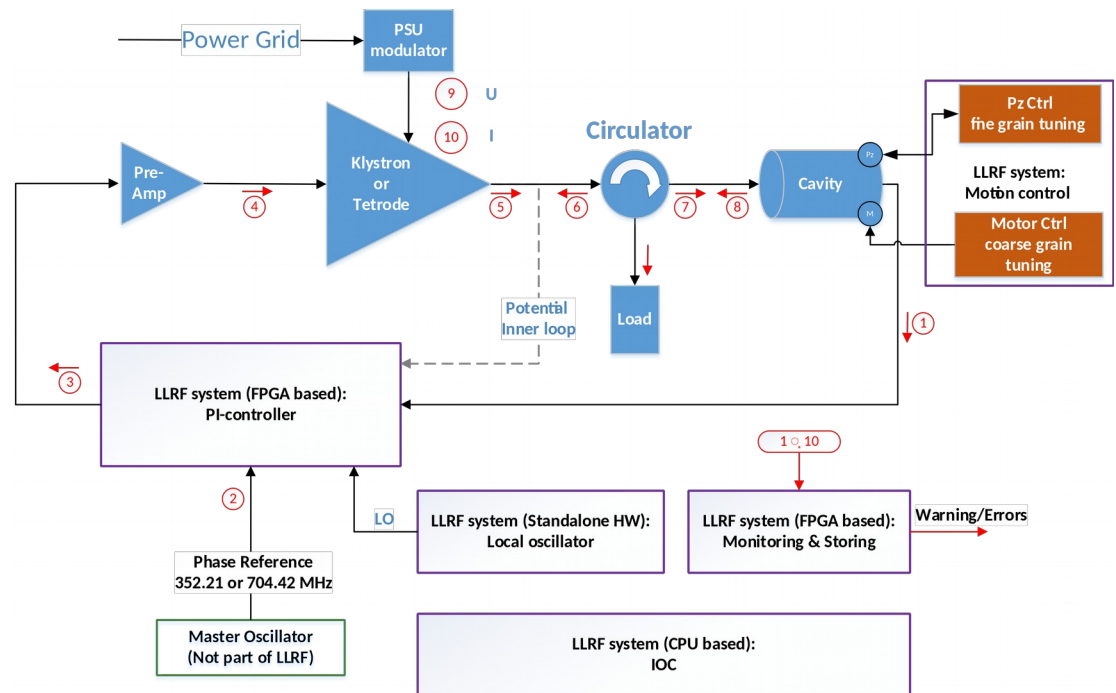 Power Grid
PSU
modulator
9
U
10
I
Circulator
Pz Ctrl
fine grain tuning
LLRF system:
Motion control
Motor Ctrl
coarse grain
tuning
Pre-
Amp
Klystron
or
Tetrode
Cavity
Pz
M
4
5
6
7
8
Potential
Inner loop
Load
1
3
LLRF system (FPGA based):
PI-controller
1 .. 10
2
LO
LLRF system (Standalone HW):
Local oscillator
LLRF system (FPGA based):
Monitoring & Storing
Warning/Errors
Phase Reference
352.21 or 704.42 MHz
Master Oscillator
(Not part of LLRF)
LLRF system (CPU based):
IOC